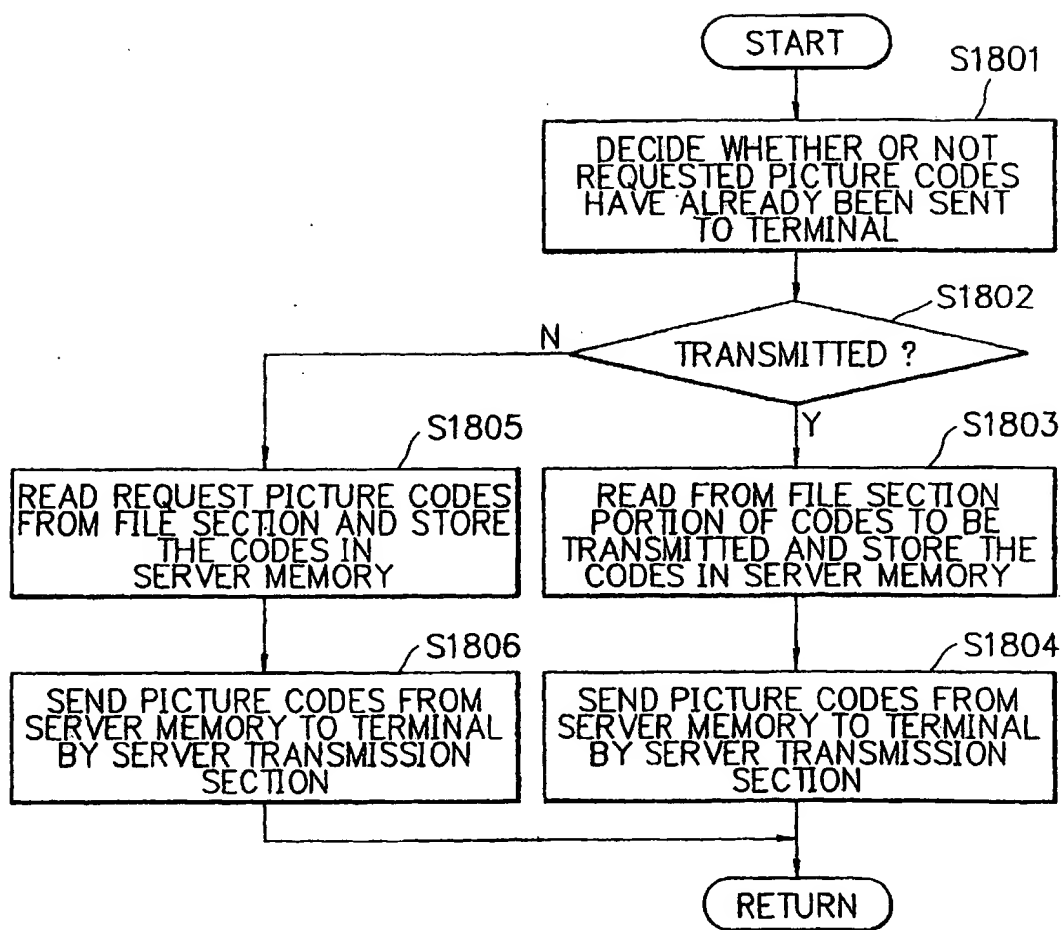 START
S1801
DECIDE WHETHER OR NOT
REQUESTED PICTURE CODES
HAVE ALREADY BEEN SENT
TO TERMINAL
S1802
N
TRANSMITTED ?
Y
S1805
READ REQUEST PICTURE CODES
FROM FILE SECTION AND STORE
THE CODES IN
SERVER MEMORY
S1803
READ FROM FILE SECTION
PORTION OF CODES TO BE
TRANSMITTED AND STORE THE
CODES IN SERVER MEMORY
S1806
SEND PICTURE CODES FROM
SERVER MEMORY TO TERMINAL
BY SERVER TRANSMISSION
SECTION
S1804
SEND PICTURE CODES FROM
SERVER MEMORY TO TERMINAL
BY SERVER TRANSMISSION
SECTION
RETURN